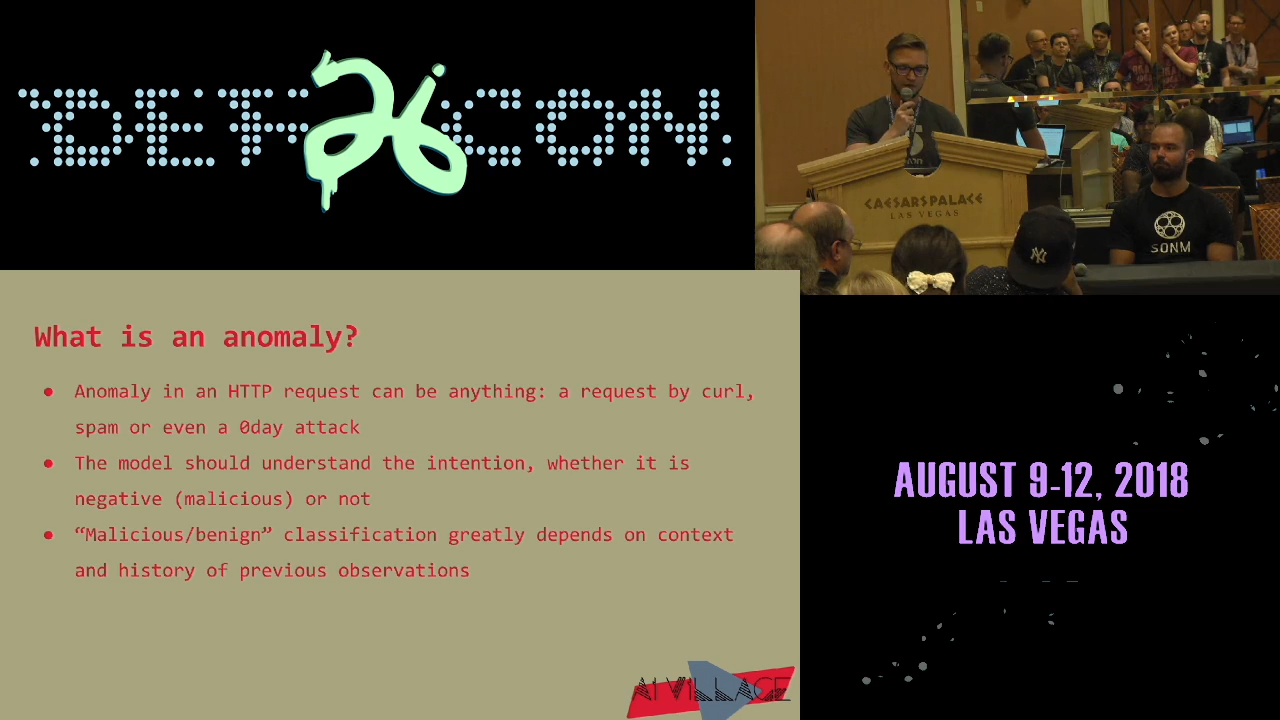 DEF 26 CON
CAESARS PALACE
LAS VEGAS
SONM
NY
What is an anomaly?
● Anomaly in an HTTP request can be anything: a request by curl,
spam or even a 0day attack
● The model should understand the intention, whether it is
negative (malicious) or not
● “Malicious/benign” classification greatly depends on context
and history of previous observations
AUGUST 9-12, 2018
LAS VEGAS
AI VILLAGE